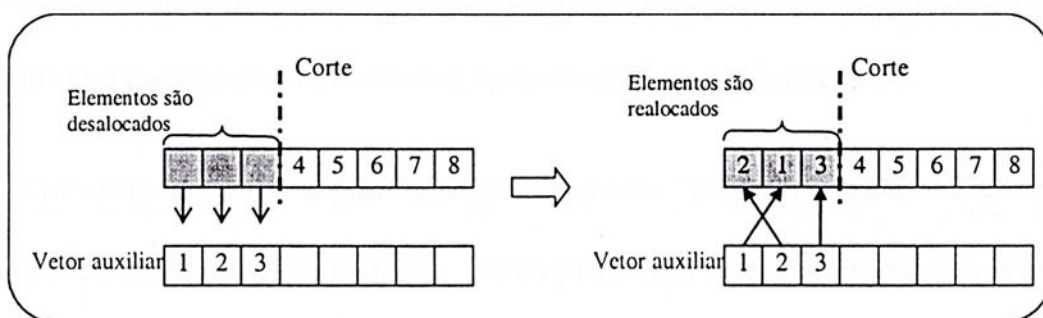 Corte
Elementos são
desalocados
4 5 6 7 8
Vetor auxiliar 1 2 3
Corte
Elementos são
realocados
2 1 3 4 5 6 7 8
Vetor auxiliar 1 2 3